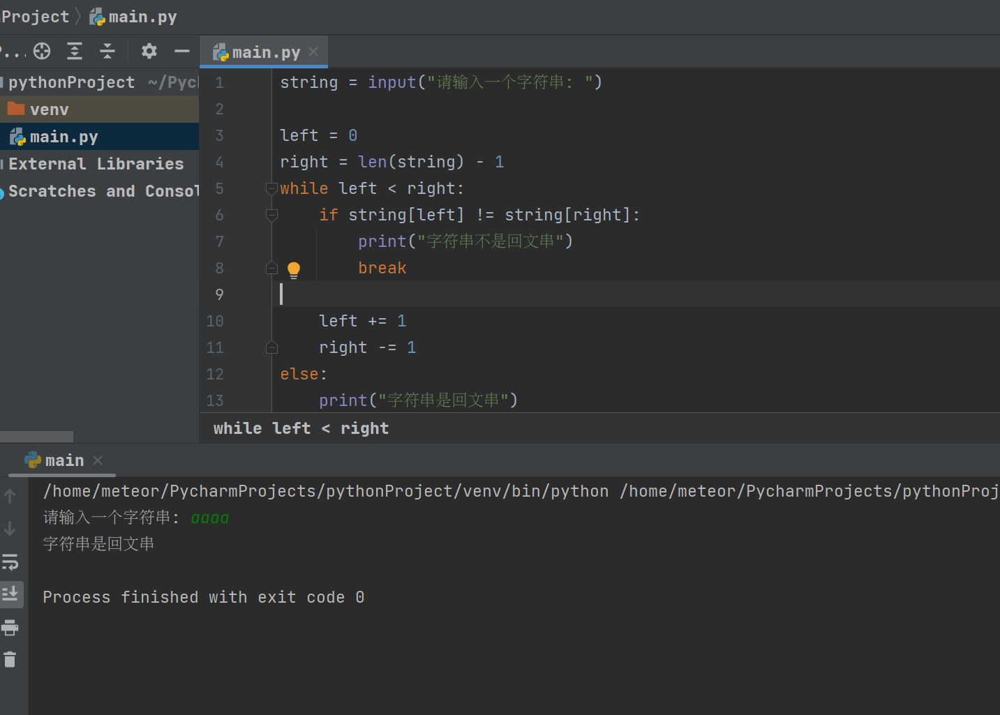 Project main.py
P...
main.py
pythonProject ~/Pycl
venv
main.py
External Libraries
Scratches and Consol
1 string = input("请输入一个字符串: ")
2
3 left = 0
4 right = len(string) - 1
5 while left < right:
6 if string[left] != string[right]:
7 print("字符串不是回文串")
8 break
9
10 left += 1
11 right -= 1
12 else:
13 print("字符串是回文串")
while left < right
main
/home/meteor/PycharmProjects/pythonProject/venv/bin/python /home/meteor/PycharmProjects/pythonProj
请输入一个字符串: aaaa
字符串是回文串
Process finished with exit code 0